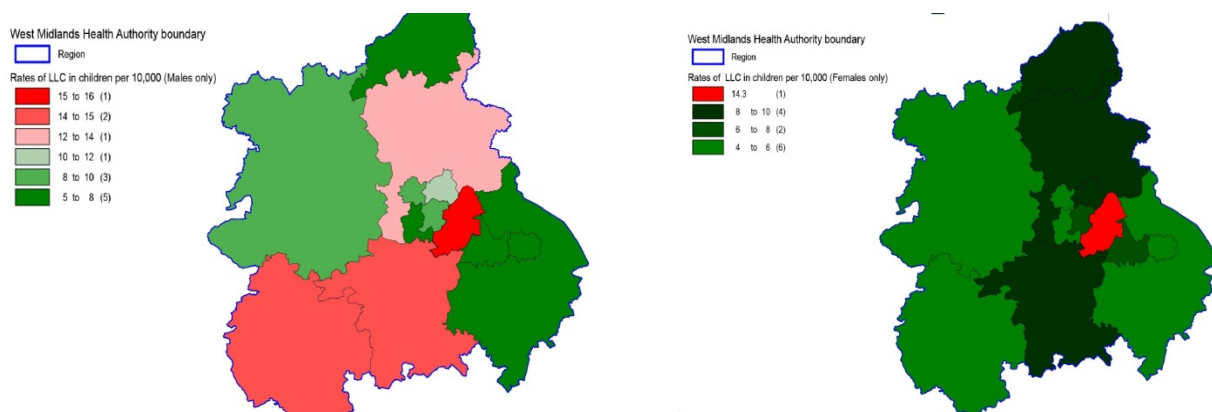 West Midlands Health Authority boundary
Region
Rates of LLC in children per 10,000 (Males only)
15 to 16 (1)
14 to 15 (2)
12 to 14 (1)
10 to 12 (1)
8 to 10 (3)
5 to 8 (5)
West Midlands Health Authority boundary
Region
Rates of LLC in children per 10,000 (Females only)
14.3 (1)
8 to 10 (4)
6 to 8 (2)
4 to 6 (6)